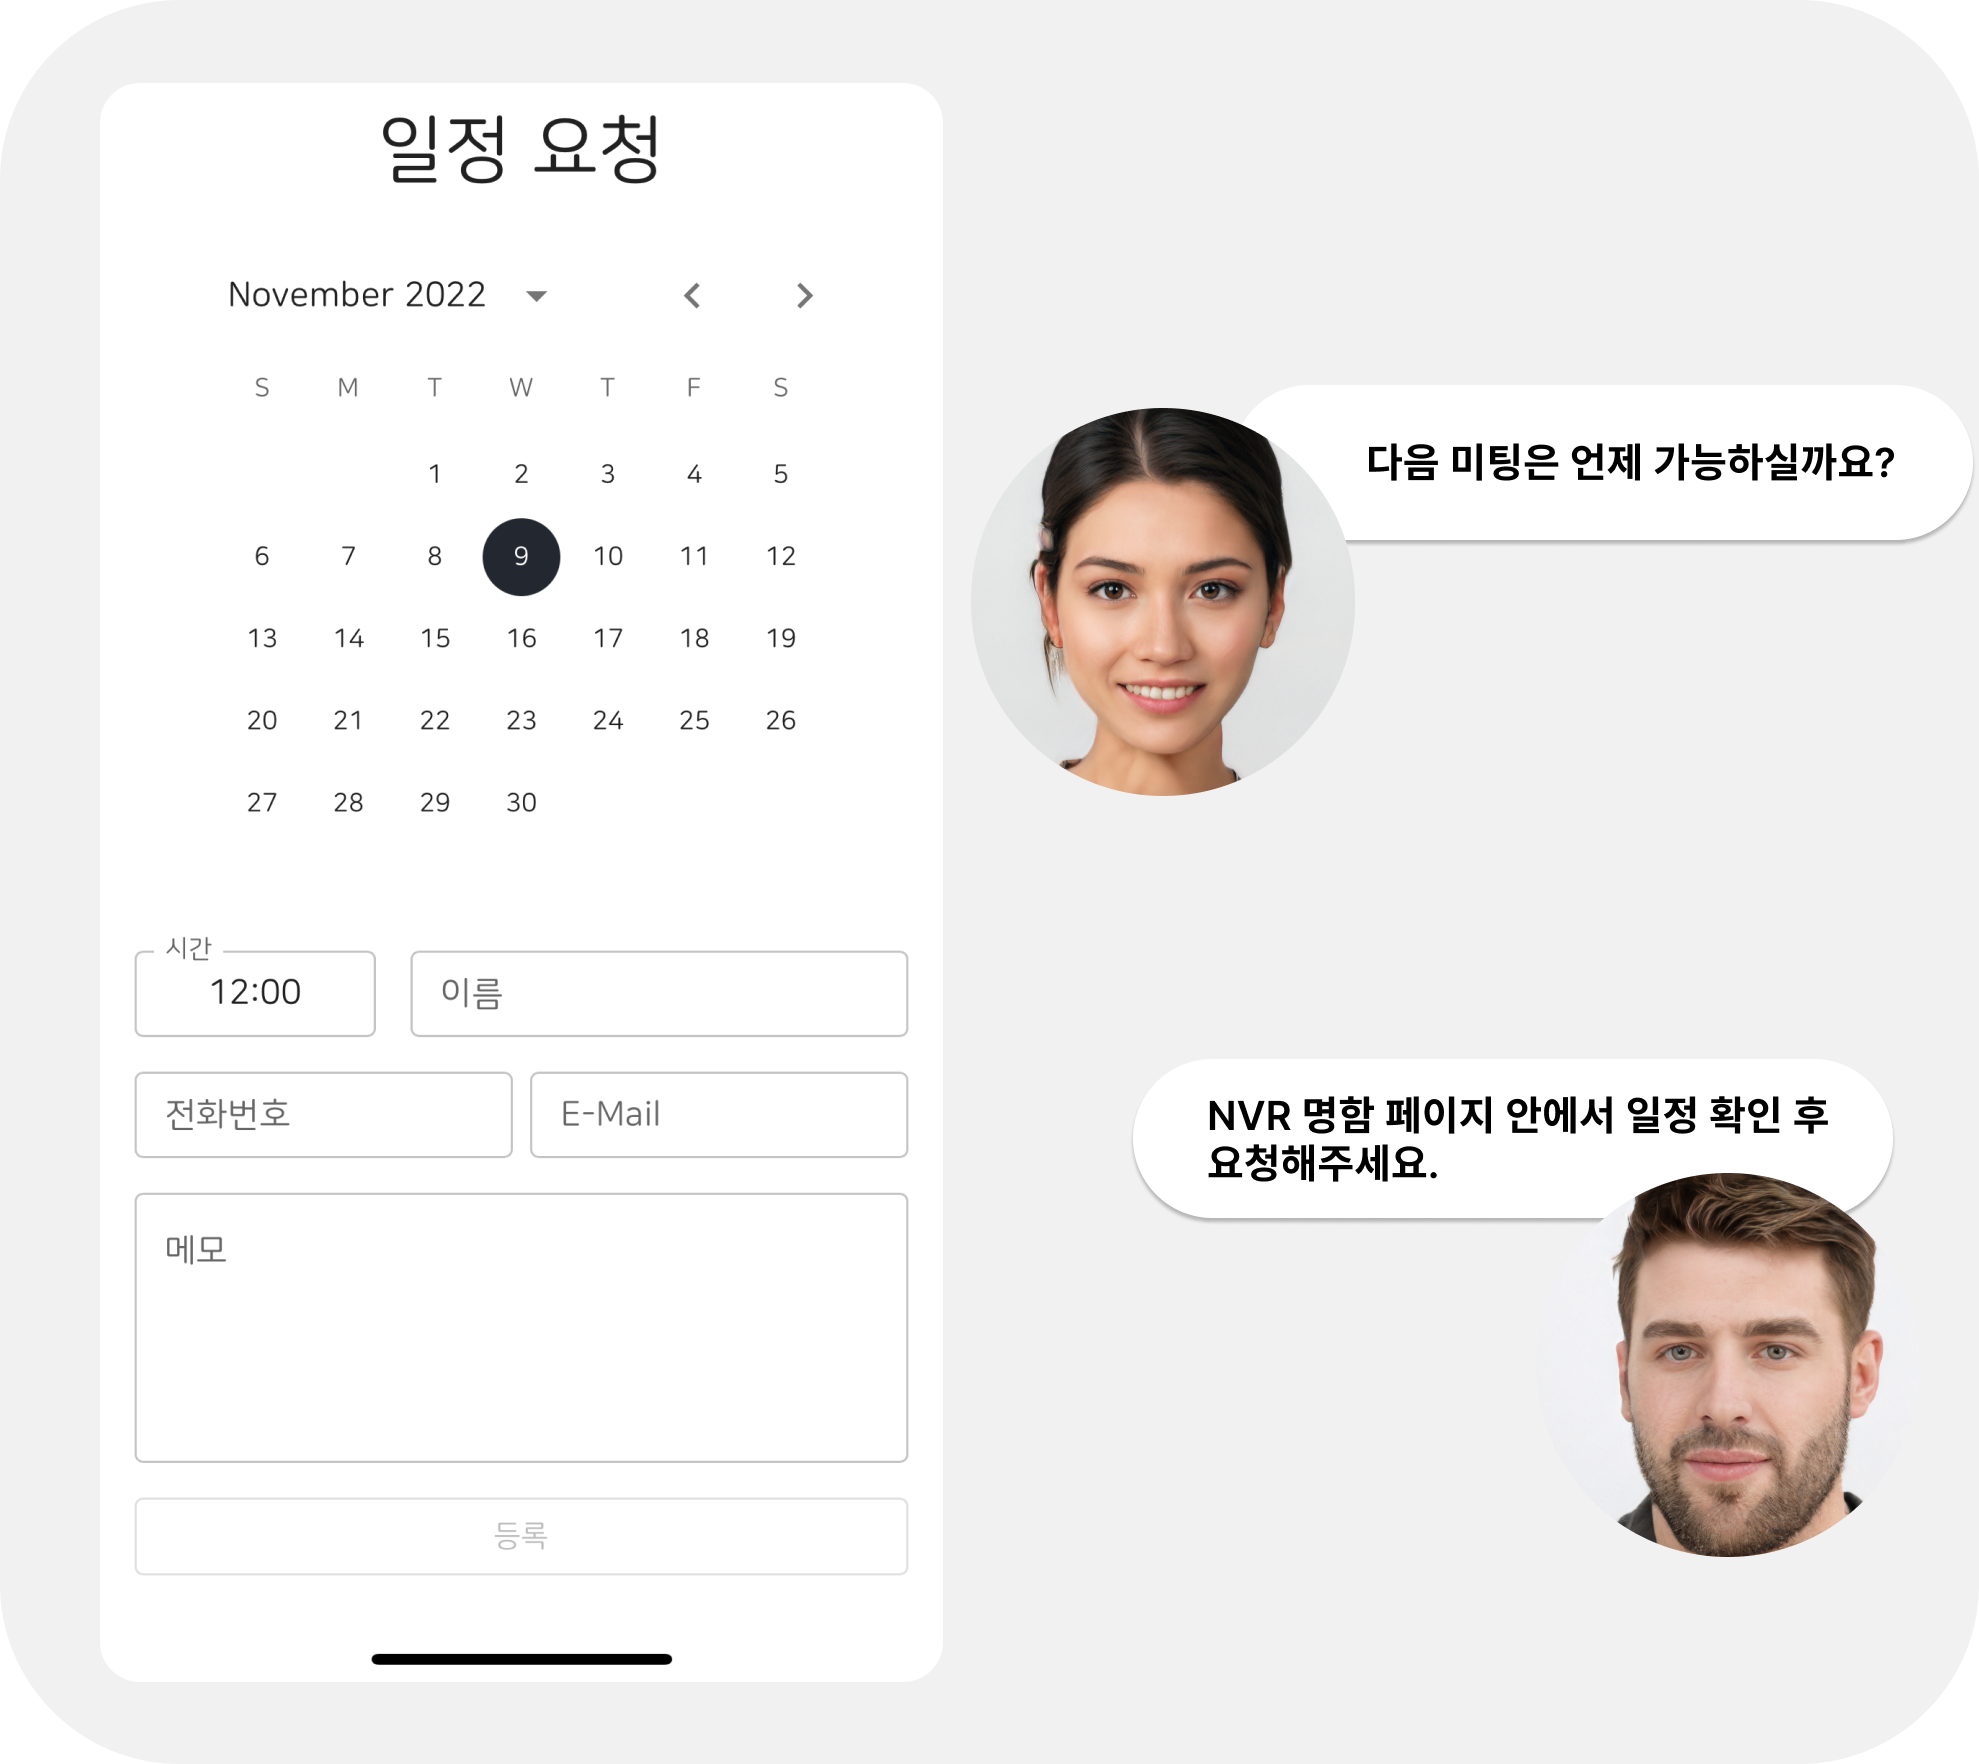 일정 요청
November 2022
S M T W T F S
1 2 3 4 5
6 7 8 9 10 11 12
13 14 15 16 17 18 19
20 21 22 23 24 25 26
27 28 29 30
시간
12:00
이름
전화번호
E-Mail
메모
등록
다음 미팅은 언제 가능하실까요?
NVR 명함 페이지 안에서 일정 확인 후
요청해주세요.